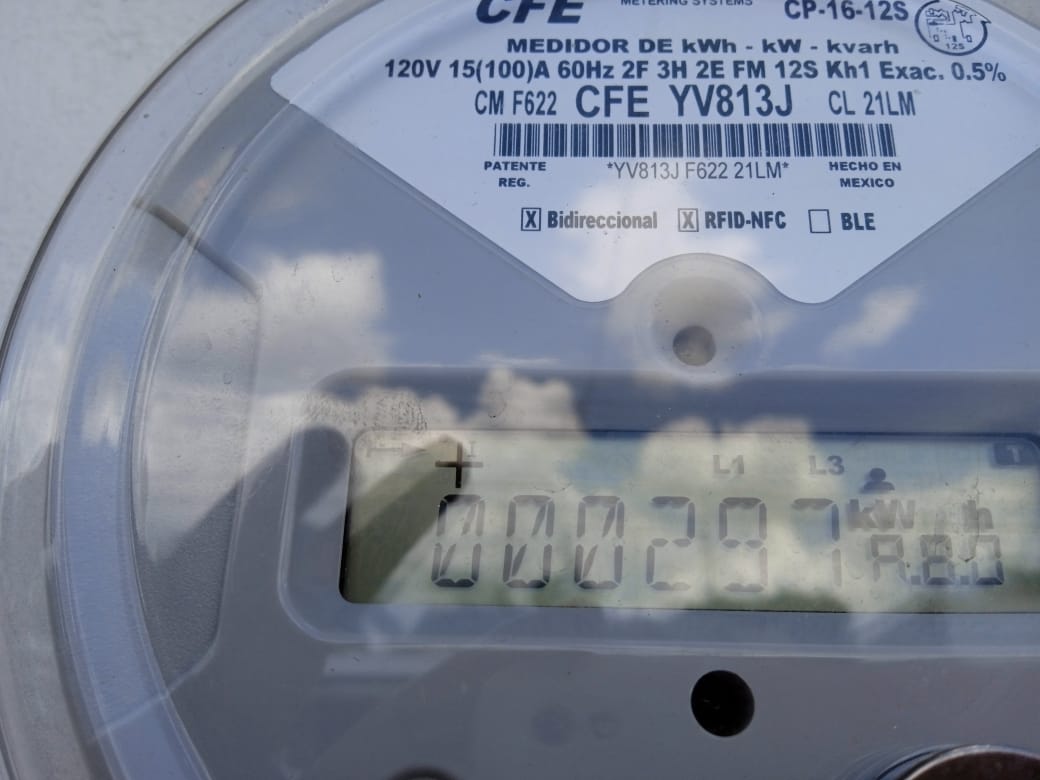 CFE METERING SYSTEMS CP-16-12S
12S
MEDIDOR DE kWh - kW - kvarh
120V 15(100)A 60Hz 2F 3H 2E FM 12S Kh1 Exac. 0.5%
CM F622 CFE YV813J CL 21LM
PATENTE REG.
*YV813J F622 21LM*
HECHO EN MEXICO
X Bidireccional X RFID-NFC BLE
+ L1 L3 T
000297 kW h